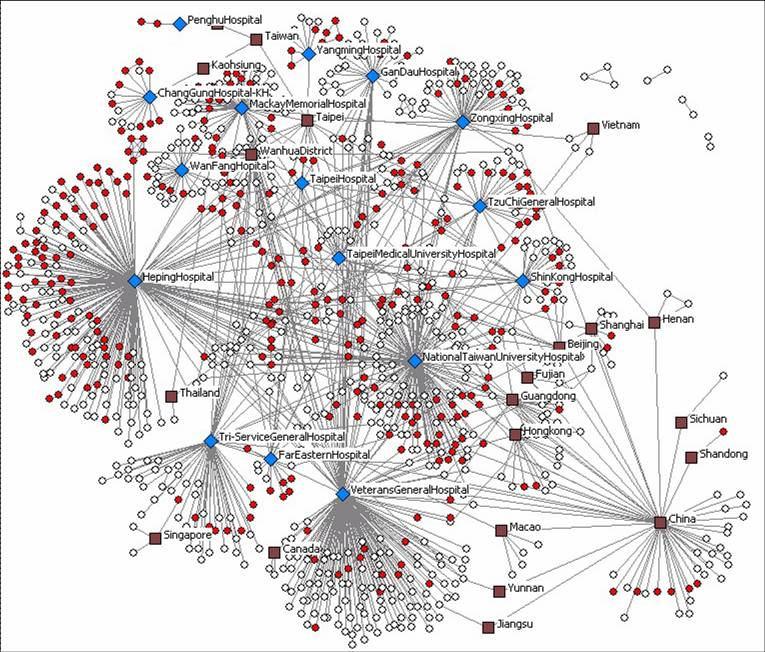 PenghuHospital
Taiwan
YangmingHospital
Kaohsiung
GanDauHospital
ChangGungHospital-KH
MackayMemorialHospital
Taipei
ZongxingHospital
Vietnam
WanhuaDistrict
WanFangHopital
TaipeiHospital
TzuChiGeneralHospital
TaipeiMedicalUniversityHospital
HepingHospital
ShinKongHospital
Henan
Shanghai
Beijing
NationalTaiwanUniversityHospital
Fujian
Thailand
Guangdong
Sichuan
Hongkong
Tri-ServiceGeneralHospital
FarEasternHospital
Shandong
VeteransGeneralHospital
China
Macao
Singapore
Canada
Yunnan
Jiangsu